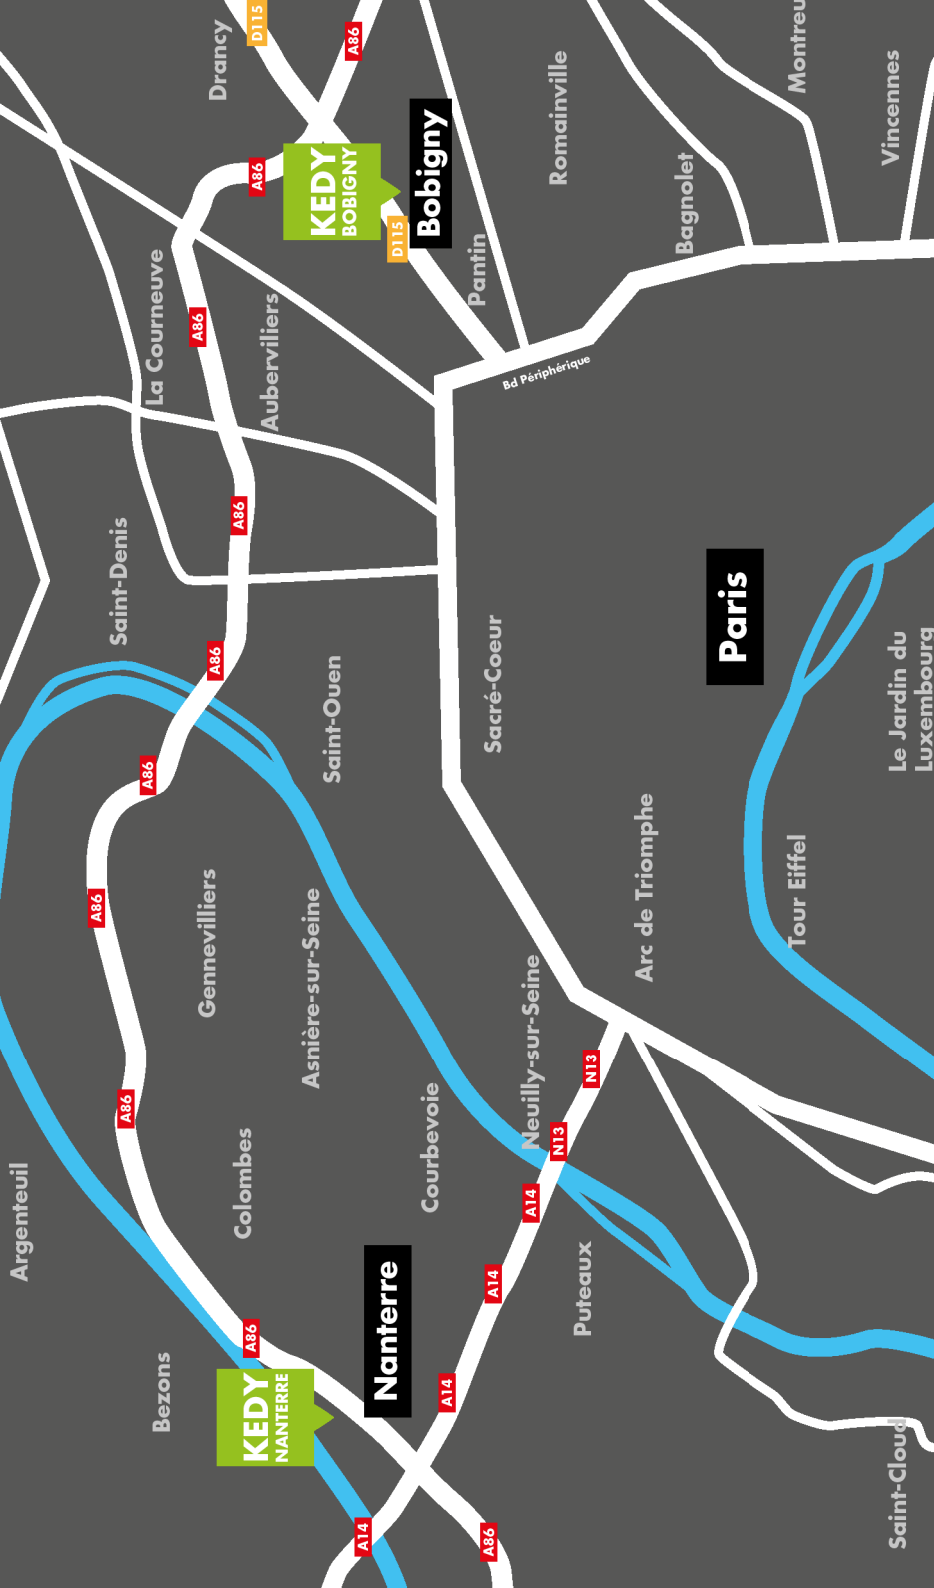 Argenteuil
A86
Saint-Denis
A86
A86
La Courneuve
Bezons
A86
Gennevilliers
A86
Drancy
A86
Colombes
A86
A86
D115
KEDY
NANTERRE
Aubervilliers
Asnière-sur-Seine
KEDY
BOBIGNY
Saint-Ouen
A86
A14
Nanterre
D115
Courbevoie
Bobigny
A14
Pantin
A86
A14
Sacré-Coeur
A14
Neuilly-sur-Seine
Bd Périphérique
N13
Romainville
Puteaux
N13
Arc de Triomphe
Bagnolet
Paris
Tour Eiffel
Montreu
Saint-Cloud
Le Jardin du
Luxembourg
Vincennes